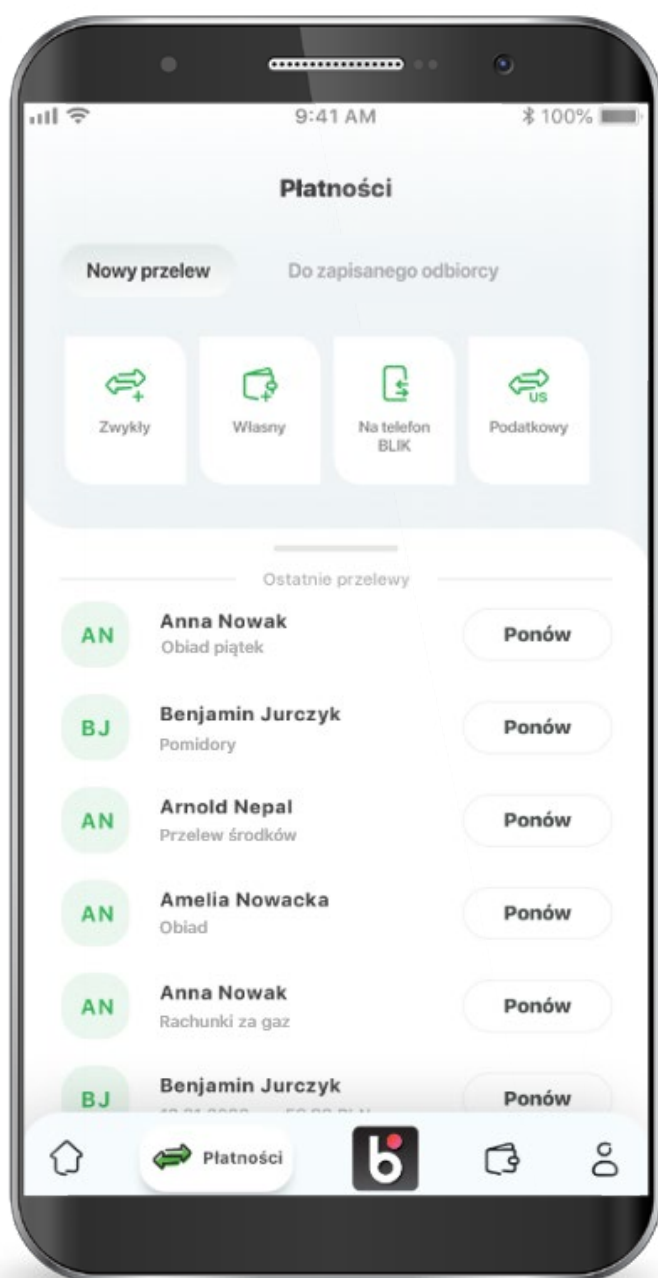 9:41 AM
100%
Płatności
Nowy przelew
Do zapisanego odbiorcy
Zwykły
Własny
Na telefon
BLIK
US
Podatkowy
Ostatnie przelewy
AN
Anna Nowak
Obiad piątek
Ponów
BJ
Benjamin Jurczyk
Pomidory
Ponów
AN
Arnold Nepal
Przelew środków
Ponów
AN
Amelia Nowacka
Obiad
Ponów
AN
Anna Nowak
Rachunki za gaz
Ponów
BJ
Benjamin Jurczyk
Ponów
Płatności
b